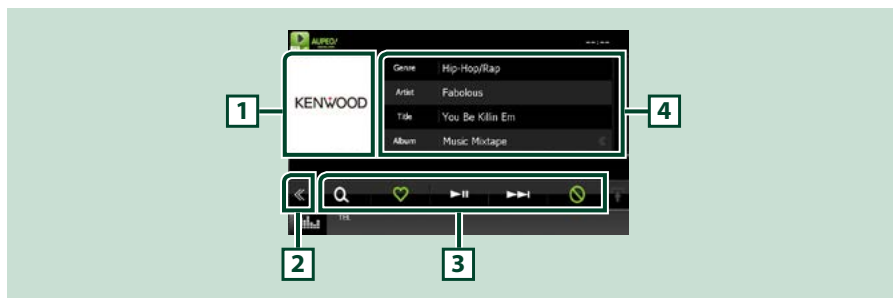 AUPEO!
--:--
Genre Hip-Hop/Rap
Artist Fabolous
Title You Be Killin Em
Album Music Mixtape
KENWOOD
TEL
1
2
3
4